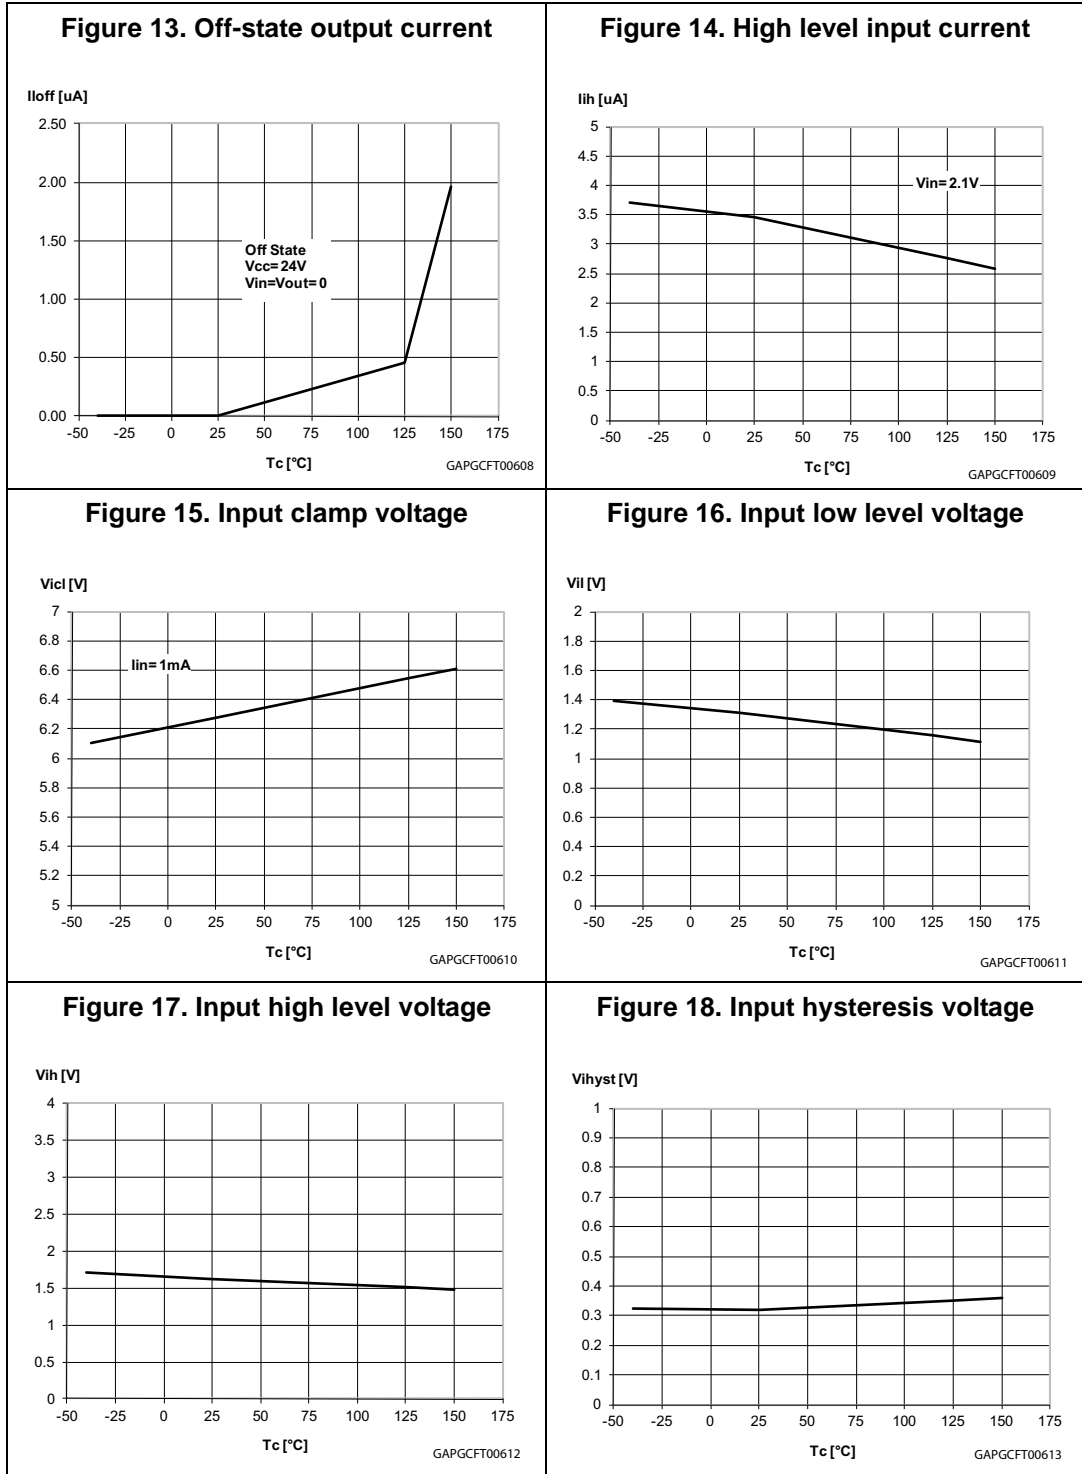 Figure 13. Off-state output current
Iloff [uA]
2.50
2.00
1.50
1.00
0.50
0.00
Off State
Vcc= 24V
Vin=Vout= 0
-50 -25 0 25 50 75 100 125 150 175
Tc [°C]
GAPGCFT00608
Figure 14. High level input current
Iih [uA]
5
4.5
4
3.5
3
2.5
2
1.5
1
0.5
0
Vin= 2.1V
-50 -25 0 25 50 75 100 125 150 175
Tc [°C]
GAPGCFT00609
Figure 15. Input clamp voltage
Vicl [V]
7
6.8
6.6
6.4
6.2
6
5.8
5.6
5.4
5.2
5
Iin= 1mA
-50 -25 0 25 50 75 100 125 150 175
Tc [°C]
GAPGCFT00610
Figure 16. Input low level voltage
Vil [V]
2
1.8
1.6
1.4
1.2
1
0.8
0.6
0.4
0.2
0
-50 -25 0 25 50 75 100 125 150 175
Tc [°C]
GAPGCFT00611
Figure 17. Input high level voltage
Vih [V]
4
3.5
3
2.5
2
1.5
1
0.5
0
-50 -25 0 25 50 75 100 125 150 175
Tc [°C]
GAPGCFT00612
Figure 18. Input hysteresis voltage
Vihyst [V]
1
0.9
0.8
0.7
0.6
0.5
0.4
0.3
0.2
0.1
0
-50 -25 0 25 50 75 100 125 150 175
Tc [°C]
GAPGCFT00613